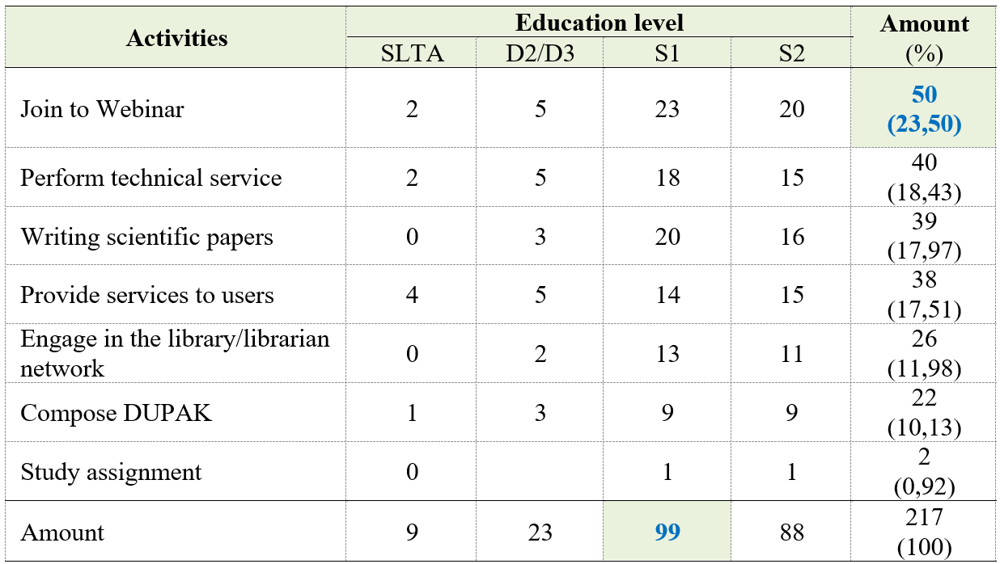 Activities Education level Amount (%)
SLTA D2/D3 S1 S2
Join to Webinar 2 5 23 20 50 (23,50)
Perform technical service 2 5 18 15 40 (18,43)
Writing scientific papers 0 3 20 16 39 (17,97)
Provide services to users 4 5 14 15 38 (17,51)
Engage in the library/librarian network 0 2 13 11 26 (11,98)
Compose DUPAK 1 3 9 9 22 (10,13)
Study assignment 0 1 1 2 (0,92)
Amount 9 23 99 88 217 (100)